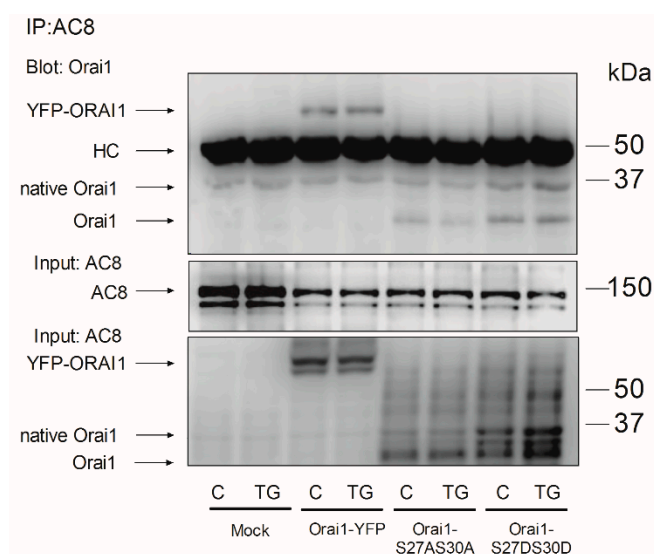 IP:AC8
Blot: Orai1
kDa
YFP-ORAI1
HC
50
native Orai1
37
Orai1
Input: AC8
AC8
150
Input: AC8
YFP-ORAI1
50
37
native Orai1
Orai1
C TG C TG C TG C TG
Mock Orai1-YFP Orai1- Orai1-
S27AS30A S27DS30D